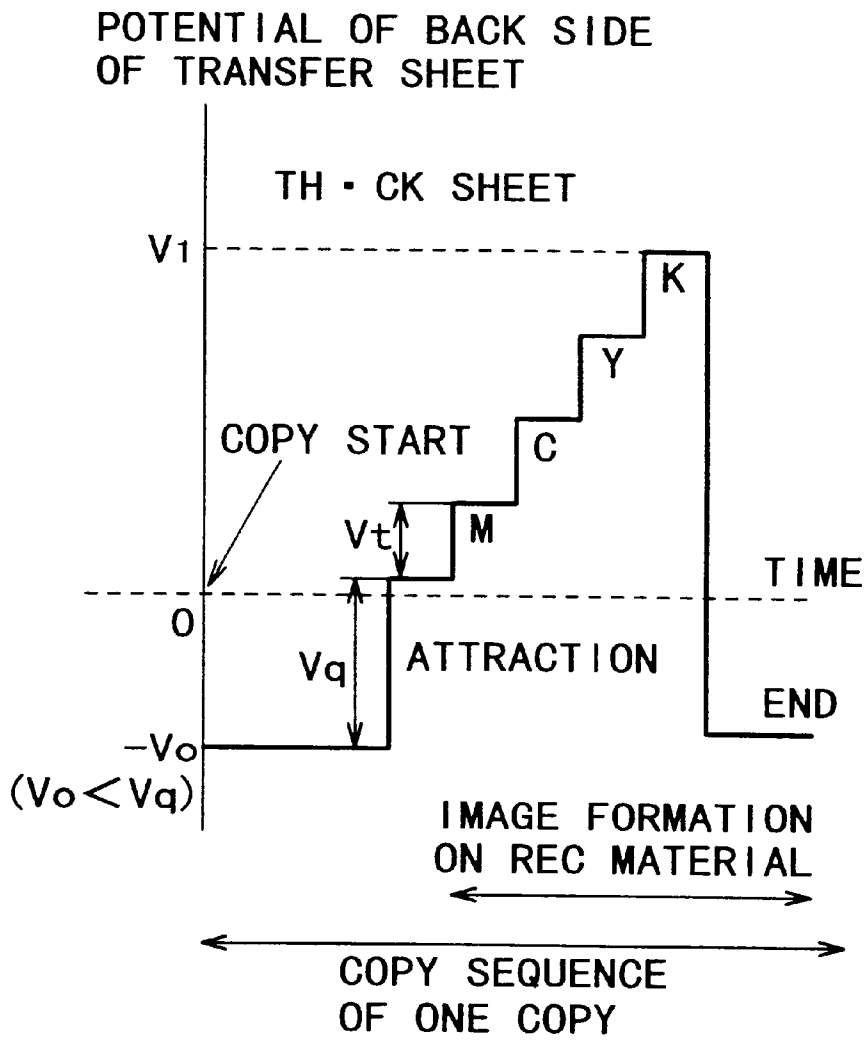 POTENTIAL OF BACK SIDE
OF TRANSFER SHEET
TH・CK SHEET
V1
K
Y
COPY START
C
Vt
M
TIME
0
Vq
ATTRACTION
END
-Vo
(Vo<Vq)
IMAGE FORMATION
ON REC MATERIAL
COPY SEQUENCE
OF ONE COPY